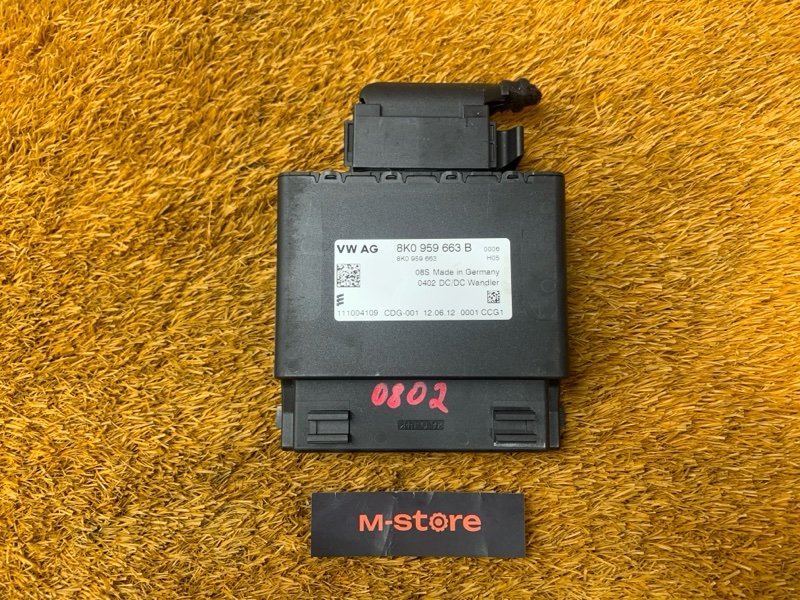 VW AG 8K0 959 663 B 0006
8K0 959 663 H05
08S Made in Germany
0402 DC/DC Wandler
111004109 CDG-001 12.06.12 0001 CCG1
0802
M-store